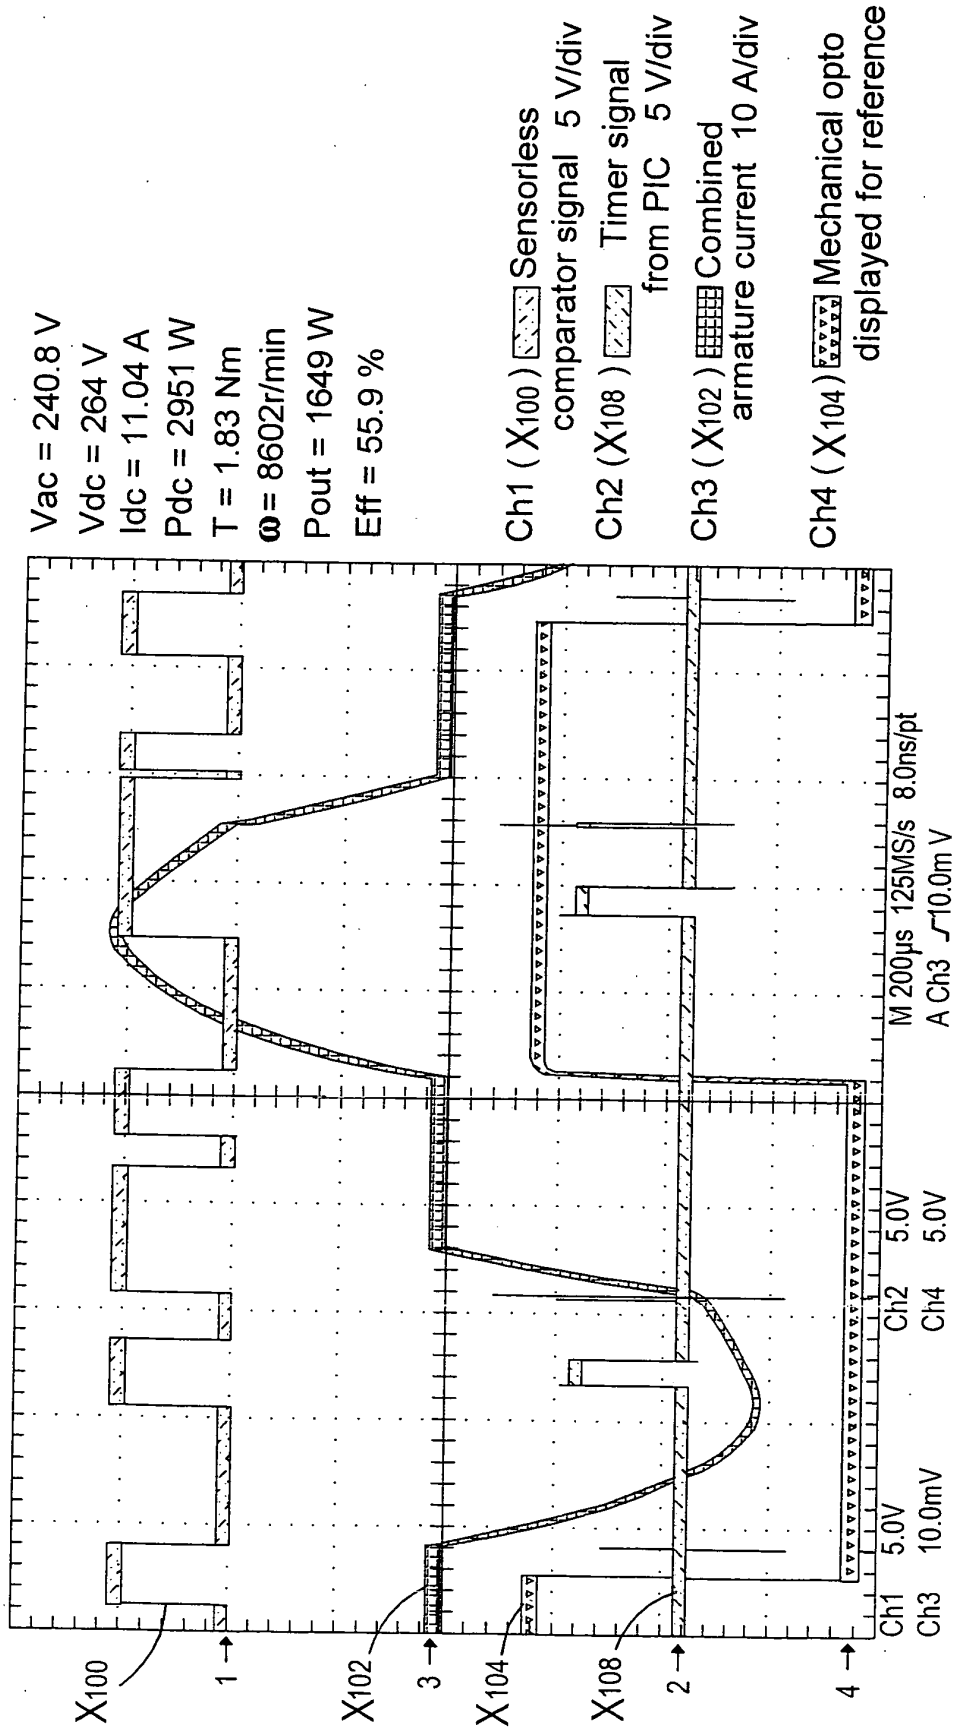 Vac = 240.8 V
Vdc = 264 V
Idc = 11.04 A
Pdc = 2951 W
T = 1.83 Nm
ω = 8602r/min
Pout = 1649 W
Eff = 55.9 %
X100
1
X102
3
X104
X108
2
4
Ch1 5.0V Ch2 5.0V M 200µs 125MS/s 8.0ns/pt
Ch3 10.0mV Ch4 5.0V A Ch3 10.0m V
Ch1 ( X100 ) Sensorless
comparator signal 5 V/div
Ch2 (X108 ) Timer signal
from PIC 5 V/div
Ch3 ( X102 ) Combined
armature current 10 A/div
Ch4 ( X104 ) Mechanical opto
displayed for reference